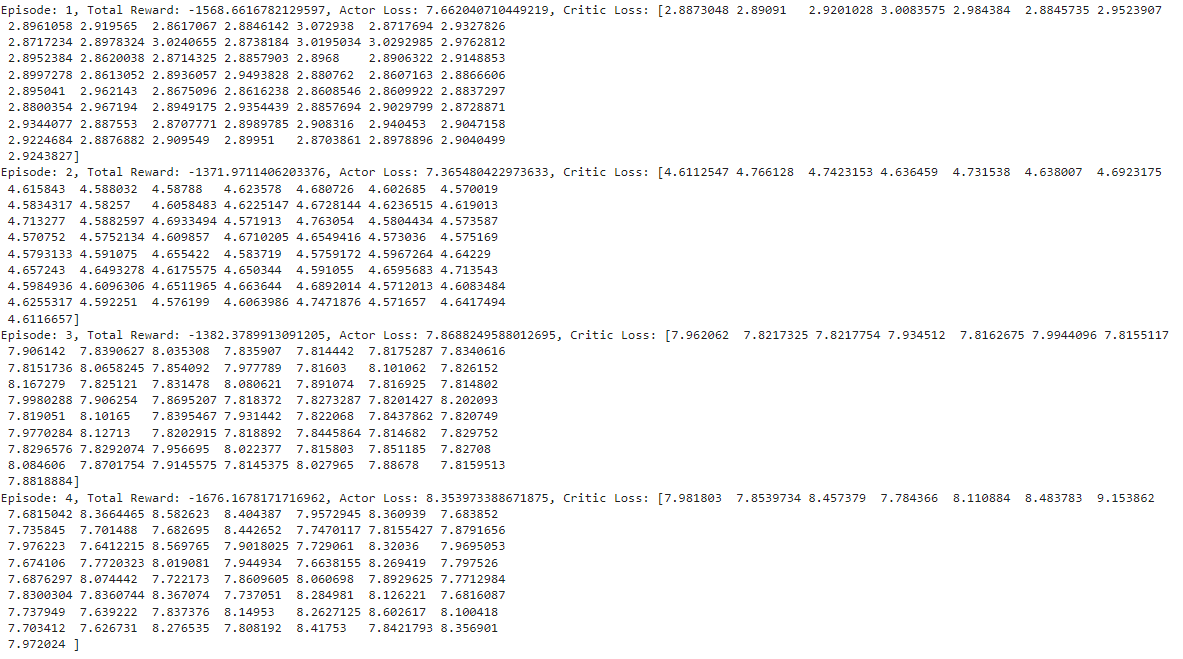 Episode: 1, Total Reward: -1568.6616782129597, Actor Loss: 7.662040710449219, Critic Loss: [2.8873048 2.89091   2.9201028 3.0083575 2.984384  2.8845735 2.9523907
 2.8961058 2.919565  2.8617067 2.8846142 3.072938  2.8717694 2.9327826
 2.8717234 2.8978324 3.0240655 2.8738184 3.0195034 3.0292985 2.9762812
 2.8952384 2.8620038 2.8714325 2.8857903 2.8968    2.8906322 2.9148853
 2.8997278 2.8613052 2.8936057 2.9493828 2.880762  2.8607163 2.8866606
 2.895041  2.962143  2.8675096 2.8616238 2.8608546 2.8609922 2.8837297
 2.8800354 2.967194  2.8949175 2.9354439 2.8857694 2.9029799 2.8728871
 2.9344077 2.887553  2.8707771 2.8989785 2.908316  2.940453  2.9047158
 2.9224684 2.8876882 2.909549  2.89951   2.8703861 2.8978896 2.9040499
 2.9243827]
Episode: 2, Total Reward: -1371.9711406203376, Actor Loss: 7.365480422973633, Critic Loss: [4.6112547 4.766128  4.7423153 4.636459  4.731538  4.638007  4.6923175
 4.615843  4.588032  4.58788   4.623578  4.680726  4.602685  4.570019
 4.5834317 4.58257   4.6058483 4.6225147 4.6728144 4.6236515 4.619013
 4.713277  4.5882597 4.6933494 4.571913  4.763054  4.5804434 4.573587
 4.570752  4.5752134 4.609857  4.6710205 4.6549416 4.573036  4.575169
 4.5793133 4.591075  4.655422  4.583719  4.5759172 4.5967264 4.64229
 4.657243  4.6493278 4.6175575 4.650344  4.591055  4.6595683 4.713543
 4.5984936 4.6096306 4.6511965 4.663644  4.6892014 4.5712013 4.6083484
 4.6255317 4.592251  4.576199  4.6063986 4.7471876 4.571657  4.6417494
 4.6116657]
Episode: 3, Total Reward: -1382.3789913091205, Actor Loss: 7.8688249588012695, Critic Loss: [7.962062  7.8217325 7.8217754 7.934512  7.8162675 7.9944096 7.8155117
 7.906142  7.8390627 8.035308  7.835907  7.814442  7.8175287 7.8340616
 7.8151736 8.0658245 7.854092  7.977789  7.81603   8.101062  7.826152
 8.167279  7.825121  7.831478  8.080621  7.891074  7.816925  7.814802
 7.9980288 7.906254  7.8695207 7.818372  7.8273287 7.8201427 8.202093
 7.819051  8.10165   7.8395467 7.931442  7.822068  7.8437862 7.820749
 7.9770284 8.12713   7.8202915 7.818892  7.8445864 7.814682  7.829752
 7.8296576 7.8292074 7.956695  8.022377  7.815803  7.851185  7.82708
 8.084606  7.8701754 7.9145575 7.8145375 8.027965  7.88678   7.8159513
 7.8818884]
Episode: 4, Total Reward: -1676.1678171716962, Actor Loss: 8.353973388671875, Critic Loss: [7.981803  7.8539734 8.457379  7.784366  8.110884  8.483783  9.153862
 7.6815042 8.3664465 8.582623  8.404387  7.9572945 8.360939  7.683852
 7.735845  7.701488  7.682695  8.442652  7.7470117 7.8155427 7.8791656
 7.976223  7.6412215 8.569765  7.9018025 7.729061  8.32036   7.9695053
 7.674106  7.7720323 8.019081  7.944934  7.6638155 8.269419  7.797526
 7.6876297 8.074442  7.722173  7.8609605 8.060698  7.8929625 7.7712984
 7.8300304 7.8360744 8.367074  7.737051  8.284981  8.126221  7.6816087
 7.737949  7.639222  7.837376  8.14953   8.2627125 8.602617  8.100418
 7.703412  7.626731  8.276535  7.808192  8.41753   7.8421793 8.356901
 7.972024 ]